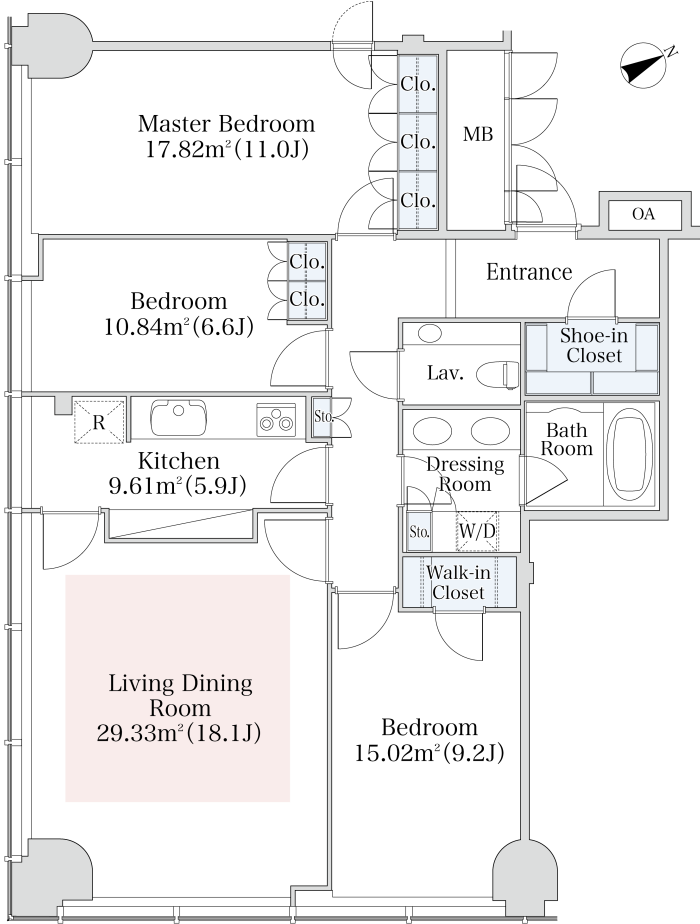 N
Clo.
Master Bedroom
17.82m²(11.0J)
Clo.
MB
Clo.
OA
Clo.
Entrance
Bedroom
10.84m²(6.6J)
Clo.
Shoe-in
Closet
Lav.
R
Sto.
Kitchen
9.61m²(5.9J)
Bath
Room
Dressing
Room
Sto.
W/D
Walk-in
Closet
Living Dining
Room
29.33m²(18.1J)
Bedroom
15.02m²(9.2J)